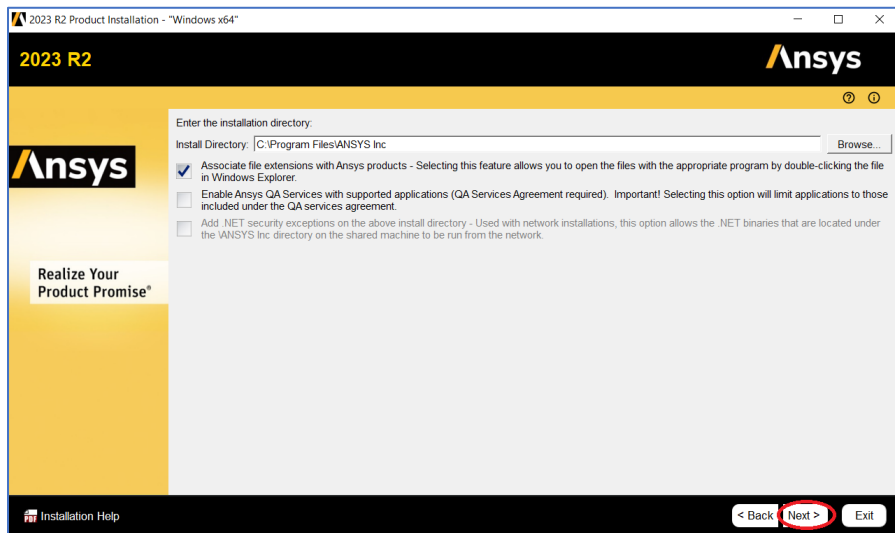 2023 R2 Product Installation - "Windows x64"
2023 R2
Ansys
Enter the installation directory:
Install Directory: C:\Program Files\ANSYS Inc Browse...
Associate file extensions with Ansys products - Selecting this feature allows you to open the files with the appropriate program by double-clicking the file
in Windows Explorer.
Enable Ansys QA Services with supported applications (QA Services Agreement required). Important! Selecting this option will limit applications to those
included under the QA services agreement.
Add .NET security exceptions on the above install directory - Used with network installations, this option allows the .NET binaries that are located under
the \ANSYS Inc directory on the shared machine to be run from the network.
Ansys
Realize Your
Product Promise®
PDF Installation Help
< Back Next > Exit